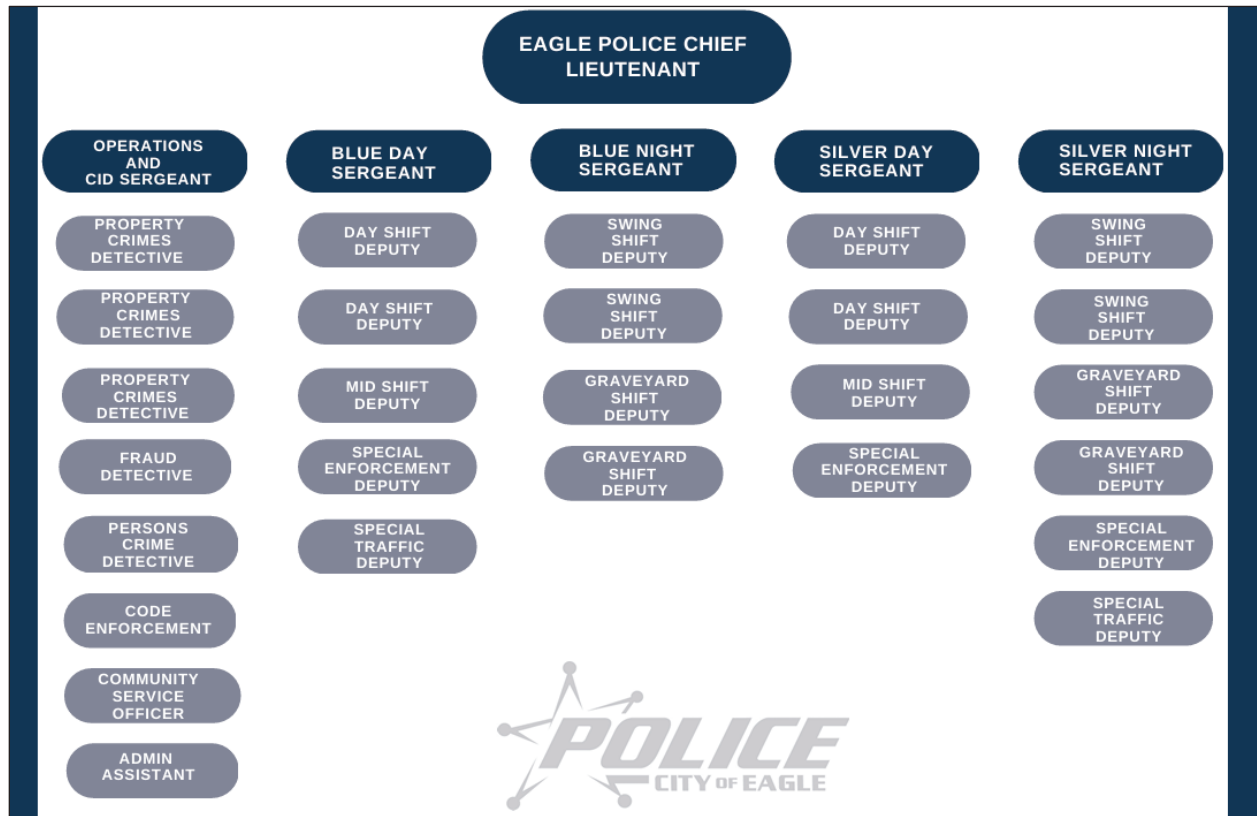 EAGLE POLICE CHIEF
LIEUTENANT
OPERATIONS
AND
CID SERGEANT
PROPERTY
CRIMES
DETECTIVE
PROPERTY
CRIMES
DETECTIVE
PROPERTY
CRIMES
DETECTIVE
FRAUD
DETECTIVE
PERSONS
CRIME
DETECTIVE
CODE
ENFORCEMENT
COMMUNITY
SERVICE
OFFICER
ADMIN
ASSISTANT
BLUE DAY
SERGEANT
DAY SHIFT
DEPUTY
DAY SHIFT
DEPUTY
MID SHIFT
DEPUTY
SPECIAL
ENFORCEMENT
DEPUTY
SPECIAL
TRAFFIC
DEPUTY
BLUE NIGHT
SERGEANT
SWING
SHIFT
DEPUTY
SWING
SHIFT
DEPUTY
GRAVEYARD
SHIFT
DEPUTY
GRAVEYARD
SHIFT
DEPUTY
SILVER DAY
SERGEANT
DAY SHIFT
DEPUTY
DAY SHIFT
DEPUTY
MID SHIFT
DEPUTY
SPECIAL
ENFORCEMENT
DEPUTY
SILVER NIGHT
SERGEANT
SWING
SHIFT
DEPUTY
SWING
SHIFT
DEPUTY
GRAVEYARD
SHIFT
DEPUTY
GRAVEYARD
SHIFT
DEPUTY
SPECIAL
ENFORCEMENT
DEPUTY
SPECIAL
TRAFFIC
DEPUTY
POLICE
CITY OF EAGLE